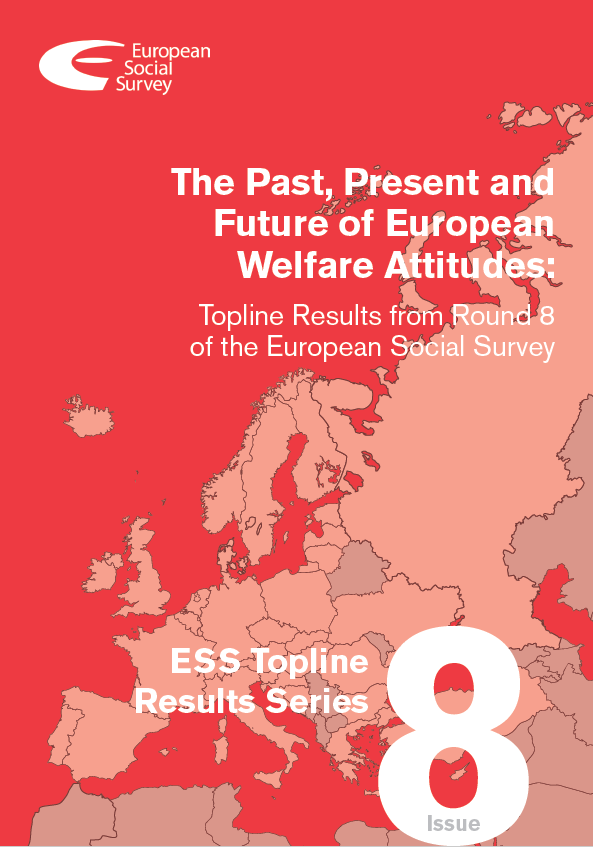 European
Social
Survey
The Past, Present and
Future of European
Welfare Attitudes:
Topline Results from Round 8
of the European Social Survey
ESS Topline
Results Series
8
Issue